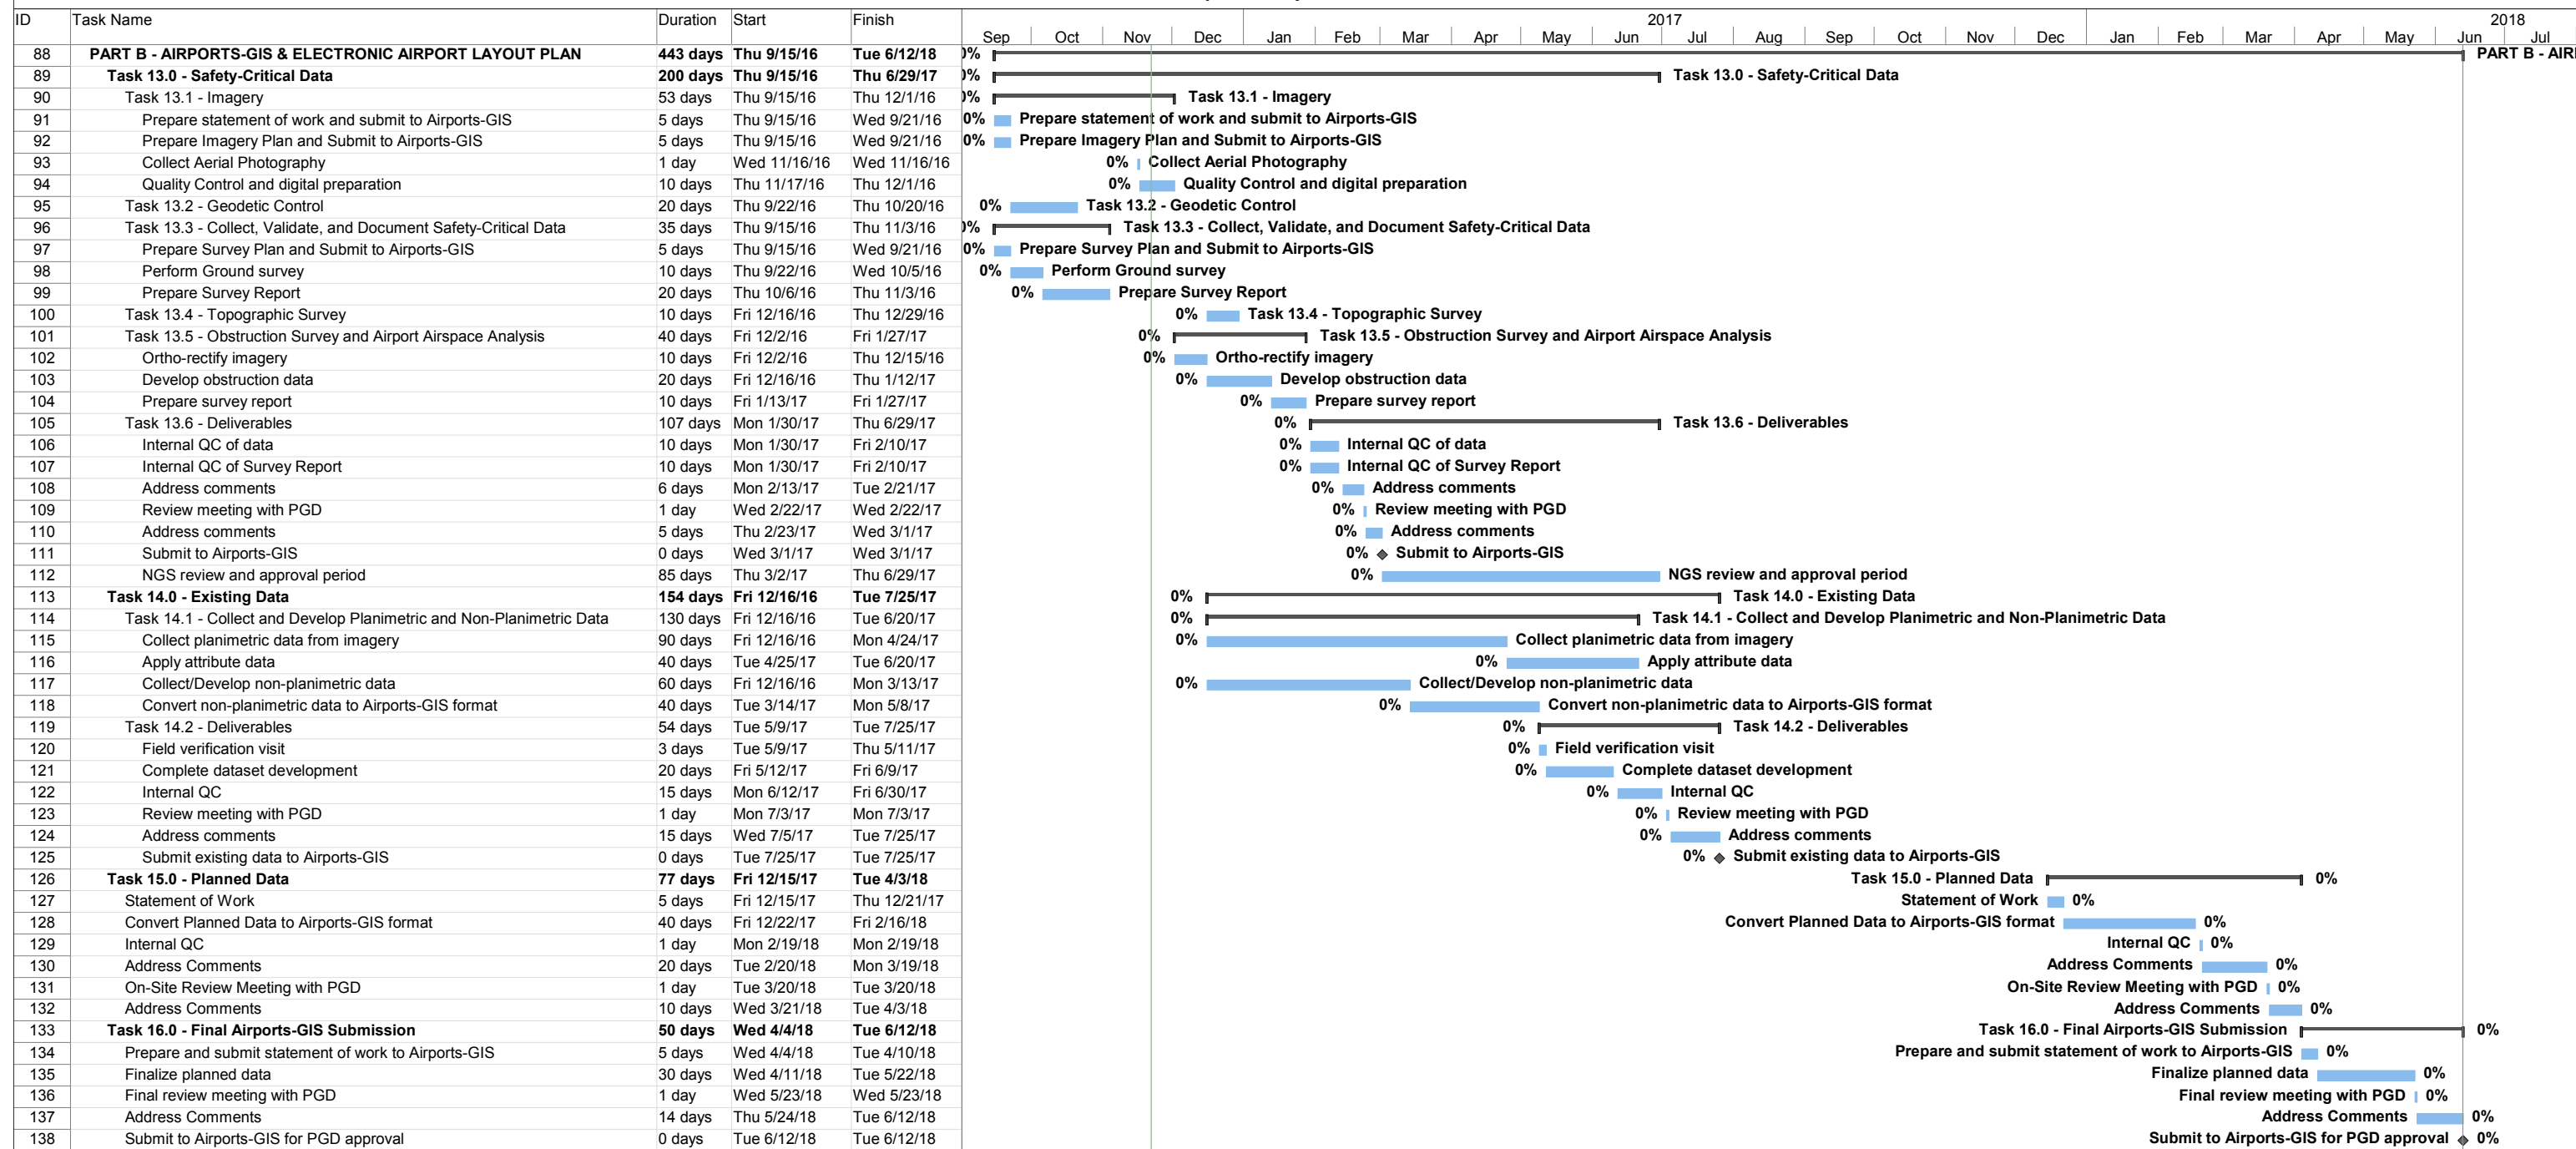 ID Task Name Duration Start Finish 2017 2018
Sep Oct Nov Dec Jan Feb Mar Apr May Jun Jul Aug Sep Oct Nov Dec Jan Feb Mar Apr May Jun Jul
88 PART B - AIRPORTS-GIS & ELECTRONIC AIRPORT LAYOUT PLAN 443 days Thu 9/15/16 Tue 6/12/18 0% PART B - AIR
89 Task 13.0 - Safety-Critical Data 200 days Thu 9/15/16 Thu 6/29/17 0% Task 13.0 - Safety-Critical Data
90 Task 13.1 - Imagery 53 days Thu 9/15/16 Thu 12/1/16 0% Task 13.1 - Imagery
91 Prepare statement of work and submit to Airports-GIS 5 days Thu 9/15/16 Wed 9/21/16 0% Prepare statement of work and submit to Airports-GIS
92 Prepare Imagery Plan and Submit to Airports-GIS 5 days Thu 9/15/16 Wed 9/21/16 0% Prepare Imagery Plan and Submit to Airports-GIS
93 Collect Aerial Photography 1 day Wed 11/16/16 Wed 11/16/16 0% Collect Aerial Photography
94 Quality Control and digital preparation 10 days Thu 11/17/16 Thu 12/1/16 0% Quality Control and digital preparation
95 Task 13.2 - Geodetic Control 20 days Thu 9/22/16 Thu 10/20/16 0% Task 13.2 - Geodetic Control
96 Task 13.3 - Collect, Validate, and Document Safety-Critical Data 35 days Thu 9/15/16 Thu 11/3/16 0% Task 13.3 - Collect, Validate, and Document Safety-Critical Data
97 Prepare Survey Plan and Submit to Airports-GIS 5 days Thu 9/15/16 Wed 9/21/16 0% Prepare Survey Plan and Submit to Airports-GIS
98 Perform Ground survey 10 days Thu 9/22/16 Wed 10/5/16 0% Perform Ground survey
99 Prepare Survey Report 20 days Thu 10/6/16 Thu 11/3/16 0% Prepare Survey Report
100 Task 13.4 - Topographic Survey 10 days Fri 12/16/16 Thu 12/29/16 0% Task 13.4 - Topographic Survey
101 Task 13.5 - Obstruction Survey and Airport Airspace Analysis 40 days Fri 12/2/16 Fri 1/27/17 0% Task 13.5 - Obstruction Survey and Airport Airspace Analysis
102 Ortho-rectify imagery 10 days Fri 12/2/16 Thu 12/15/16 0% Ortho-rectify imagery
103 Develop obstruction data 20 days Fri 12/16/16 Thu 1/12/17 0% Develop obstruction data
104 Prepare survey report 10 days Fri 1/13/17 Fri 1/27/17 0% Prepare survey report
105 Task 13.6 - Deliverables 107 days Mon 1/30/17 Thu 6/29/17 0% Task 13.6 - Deliverables
106 Internal QC of data 10 days Mon 1/30/17 Fri 2/10/17 0% Internal QC of data
107 Internal QC of Survey Report 10 days Mon 1/30/17 Fri 2/10/17 0% Internal QC of Survey Report
108 Address comments 6 days Mon 2/13/17 Tue 2/21/17 0% Address comments
109 Review meeting with PGD 1 day Wed 2/22/17 Wed 2/22/17 0% Review meeting with PGD
110 Address comments 5 days Thu 2/23/17 Wed 3/1/17 0% Address comments
111 Submit to Airports-GIS 0 days Wed 3/1/17 Wed 3/1/17 0% Submit to Airports-GIS
112 NGS review and approval period 85 days Thu 3/2/17 Thu 6/29/17 0% NGS review and approval period
113 Task 14.0 - Existing Data 154 days Fri 12/16/16 Tue 7/25/17 0% Task 14.0 - Existing Data
114 Task 14.1 - Collect and Develop Planimetric and Non-Planimetric Data 130 days Fri 12/16/16 Tue 6/20/17 0% Task 14.1 - Collect and Develop Planimetric and Non-Planimetric Data
115 Collect planimetric data from imagery 90 days Fri 12/16/16 Mon 4/24/17 0% Collect planimetric data from imagery
116 Apply attribute data 40 days Tue 4/25/17 Tue 6/20/17 0% Apply attribute data
117 Collect/Develop non-planimetric data 60 days Fri 12/16/16 Mon 3/13/17 0% Collect/Develop non-planimetric data
118 Convert non-planimetric data to Airports-GIS format 40 days Tue 3/14/17 Mon 5/8/17 0% Convert non-planimetric data to Airports-GIS format
119 Task 14.2 - Deliverables 54 days Tue 5/9/17 Tue 7/25/17 0% Task 14.2 - Deliverables
120 Field verification visit 3 days Tue 5/9/17 Thu 5/11/17 0% Field verification visit
121 Complete dataset development 20 days Fri 5/12/17 Fri 6/9/17 0% Complete dataset development
122 Internal QC 15 days Mon 6/12/17 Fri 6/30/17 0% Internal QC
123 Review meeting with PGD 1 day Mon 7/3/17 Mon 7/3/17 0% Review meeting with PGD
124 Address comments 15 days Wed 7/5/17 Tue 7/25/17 0% Address comments
125 Submit existing data to Airports-GIS 0 days Tue 7/25/17 Tue 7/25/17 0% Submit existing data to Airports-GIS
126 Task 15.0 - Planned Data 77 days Fri 12/15/17 Tue 4/3/18 Task 15.0 - Planned Data 0%
127 Statement of Work 5 days Fri 12/15/17 Thu 12/21/17 Statement of Work 0%
128 Convert Planned Data to Airports-GIS format 40 days Fri 12/22/17 Fri 2/16/18 Convert Planned Data to Airports-GIS format 0%
129 Internal QC 1 day Mon 2/19/18 Mon 2/19/18 Internal QC 0%
130 Address Comments 20 days Tue 2/20/18 Mon 3/19/18 Address Comments 0%
131 On-Site Review Meeting with PGD 1 day Tue 3/20/18 Tue 3/20/18 On-Site Review Meeting with PGD 0%
132 Address Comments 10 days Wed 3/21/18 Tue 4/3/18 Address Comments 0%
133 Task 16.0 - Final Airports-GIS Submission 50 days Wed 4/4/18 Tue 6/12/18 Task 16.0 - Final Airports-GIS Submission 0%
134 Prepare and submit statement of work to Airports-GIS 5 days Wed 4/4/18 Tue 4/10/18 Prepare and submit statement of work to Airports-GIS 0%
135 Finalize planned data 30 days Wed 4/11/18 Tue 5/22/18 Finalize planned data 0%
136 Final review meeting with PGD 1 day Wed 5/23/18 Wed 5/23/18 Final review meeting with PGD 0%
137 Address Comments 14 days Thu 5/24/18 Tue 6/12/18 Address Comments 0%
138 Submit to Airports-GIS for PGD approval 0 days Tue 6/12/18 Tue 6/12/18 Submit to Airports-GIS for PGD approval 0%